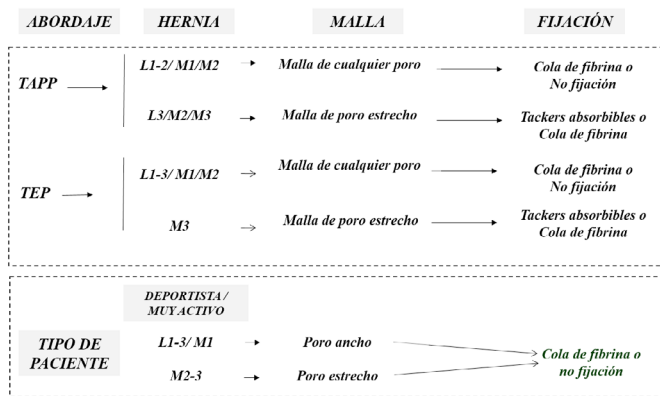 ABORDAJE HERNIA MALLA FIJACIÓN
TAPP
L1-2/ M1/M2 Malla de cualquier poro Cola de fibrina o
No fijación
L3/M2/M3 Malla de poro estrecho Tackers absorbibles o
Cola de fibrina
TEP
L1-3/ M1/M2 Malla de cualquier poro Cola de fibrina o
No fijación
M3 Malla de poro estrecho Tackers absorbibles o
Cola de fibrina
DEPORTISTA /
MUY ACTIVO
TIPO DE
PACIENTE
L1-3/ M1 Poro ancho
M2-3 Poro estrecho
Cola de fibrina o
no fijación